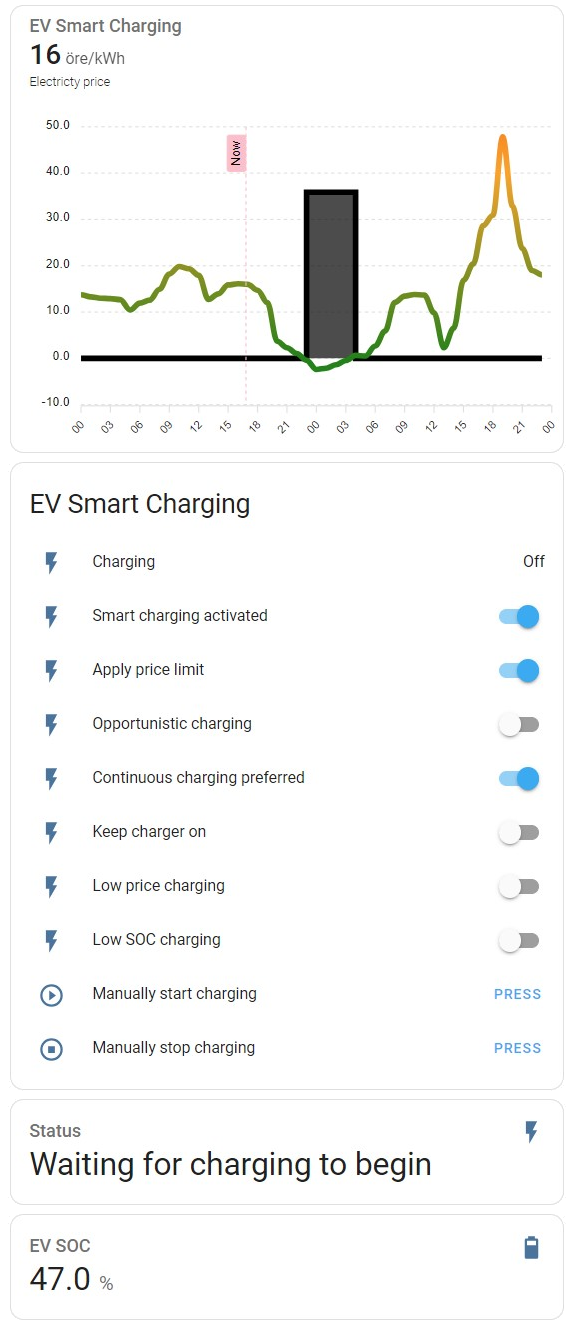 EV Smart Charging
16 öre/kWh
Electricty price
50.0
40.0
30.0
20.0
10.0
0.0
-10.0
Now
00 03 06 09 12 15 18 21 00 03 06 09 12 15 18 21 00
EV Smart Charging
Charging Off
Smart charging activated
Apply price limit
Opportunistic charging
Continuous charging preferred
Keep charger on
Low price charging
Low SOC charging
Manually start charging PRESS
Manually stop charging PRESS
Status
Waiting for charging to begin
EV SOC
47.0 %